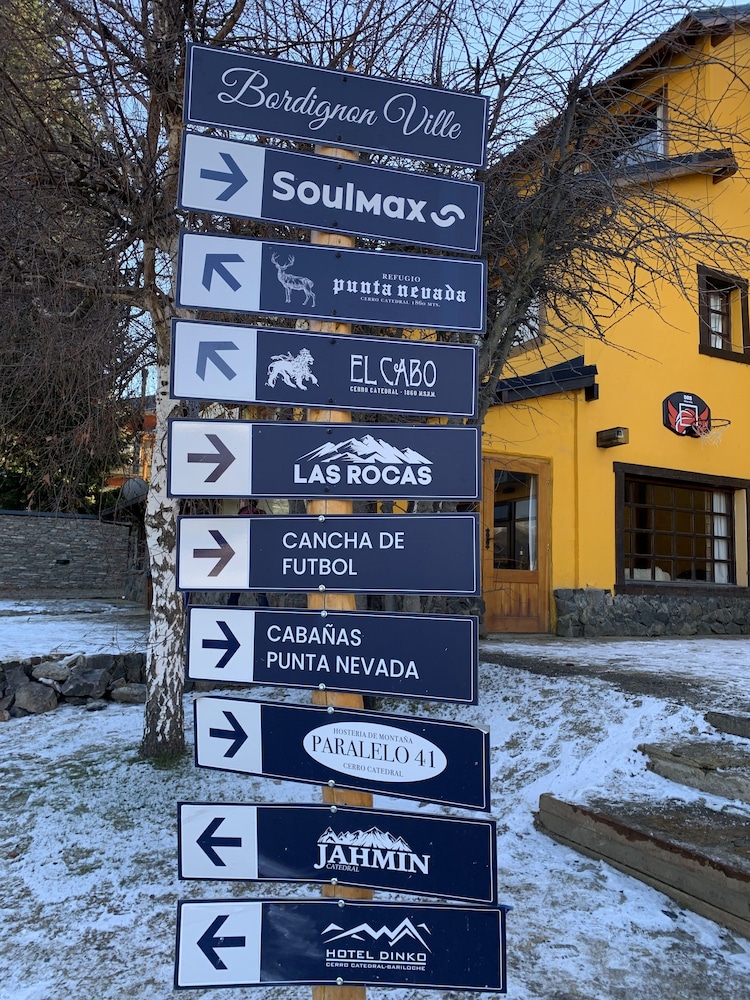 Bordignon Ville
SOULMAX
REFUGIO
punta nevada
CERRO CATEDRAL 1860 MTS.
EL CABO
CERRO CATEDRAL - 1860 M.S.N.M.
LAS ROCAS
CANCHA DE
FUTBOL
CABAÑAS
PUNTA NEVADA
HOSTERIA DE MONTAÑA
PARALELO 41
CERRO CATEDRAL
JAHMIN
CATEDRAL
HOTEL DINKO
CERRO CATEDRAL-BARILOCHE